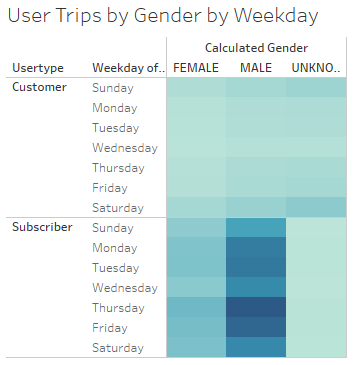 User Trips by Gender by Weekday
Calculated Gender
Usertype Weekday of.. FEMALE MALE UNKNO..
Customer Sunday
Monday
Tuesday
Wednesday
Thursday
Friday
Saturday
Subscriber Sunday
Monday
Tuesday
Wednesday
Thursday
Friday
Saturday